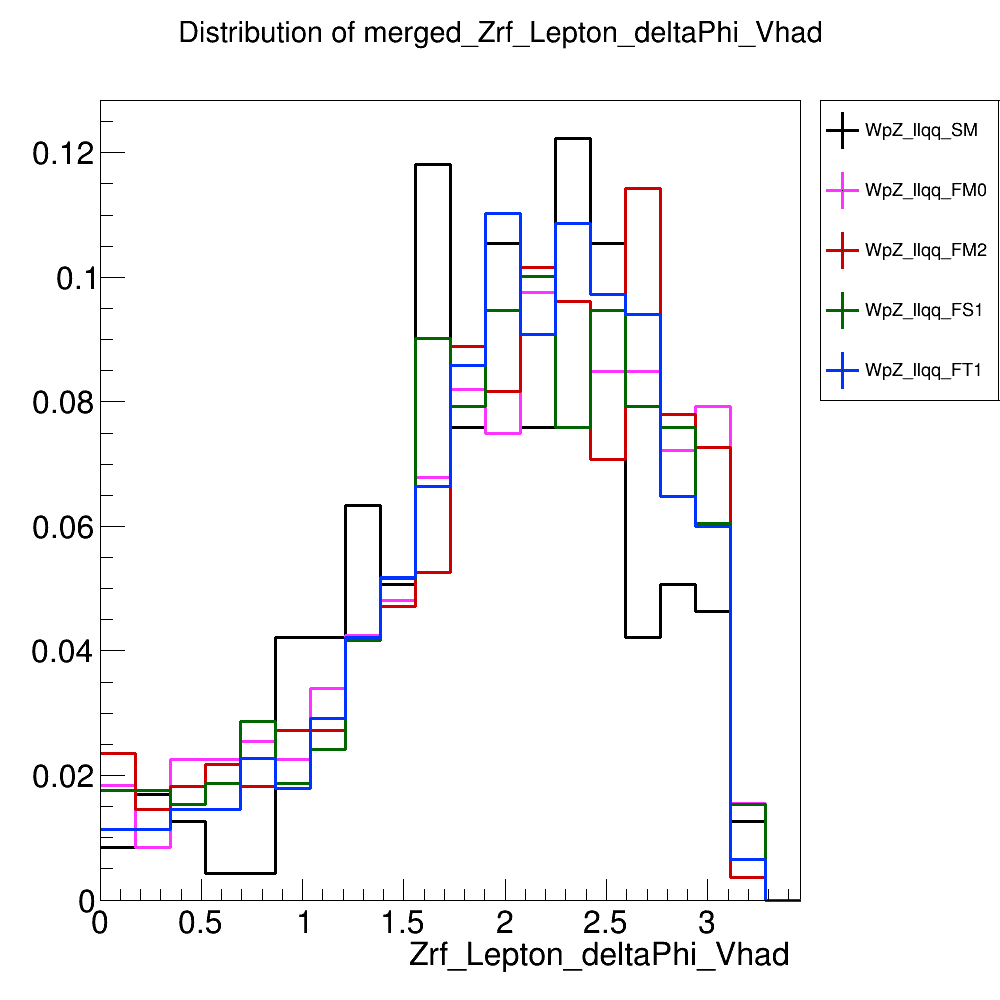 Distribution of merged_Zrf_Lepton_deltaPhi_Vhad
WpZ_llqq_SM
WpZ_llqq_FM0
WpZ_llqq_FM2
WpZ_llqq_FS1
WpZ_llqq_FT1
0.12
0.1
0.08
0.06
0.04
0.02
0
0 0.5 1 1.5 2 2.5 3
Zrf_Lepton_deltaPhi_Vhad